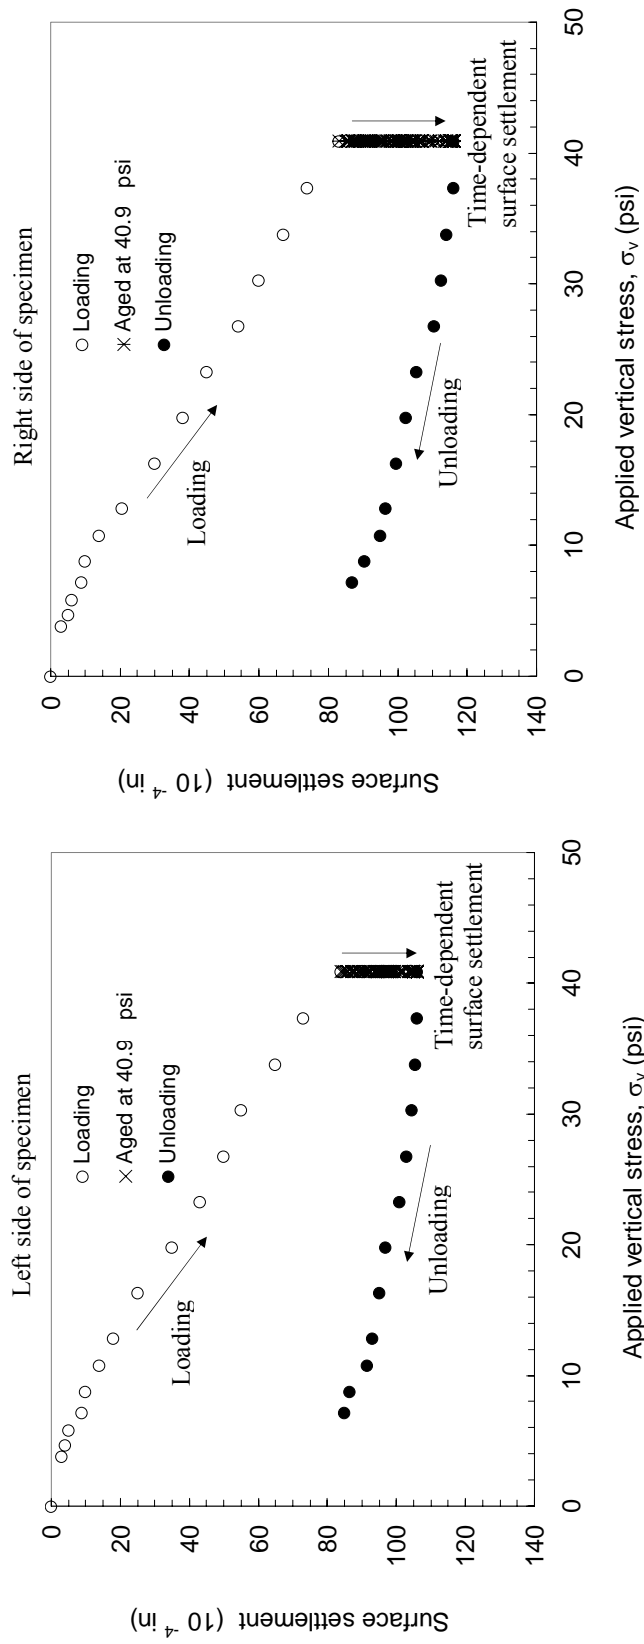 Left side of specimen
0
20
40
60
80
100
120
140
Surface settlement (10⁻⁴ in)
○ Loading
× Aged at 40.9 psi
● Unloading
Loading
Unloading
Time-dependent
surface settlement
0 10 20 30 40 50
Applied vertical stress, σᵥ (psi)
Right side of specimen
0
20
40
60
80
100
120
140
Surface settlement (10⁻⁴ in)
○ Loading
Aged at 40.9 psi
● Unloading
Loading
Unloading
Time-dependent
surface settlement
0 10 20 30 40 50
Applied vertical stress, σᵥ (psi)